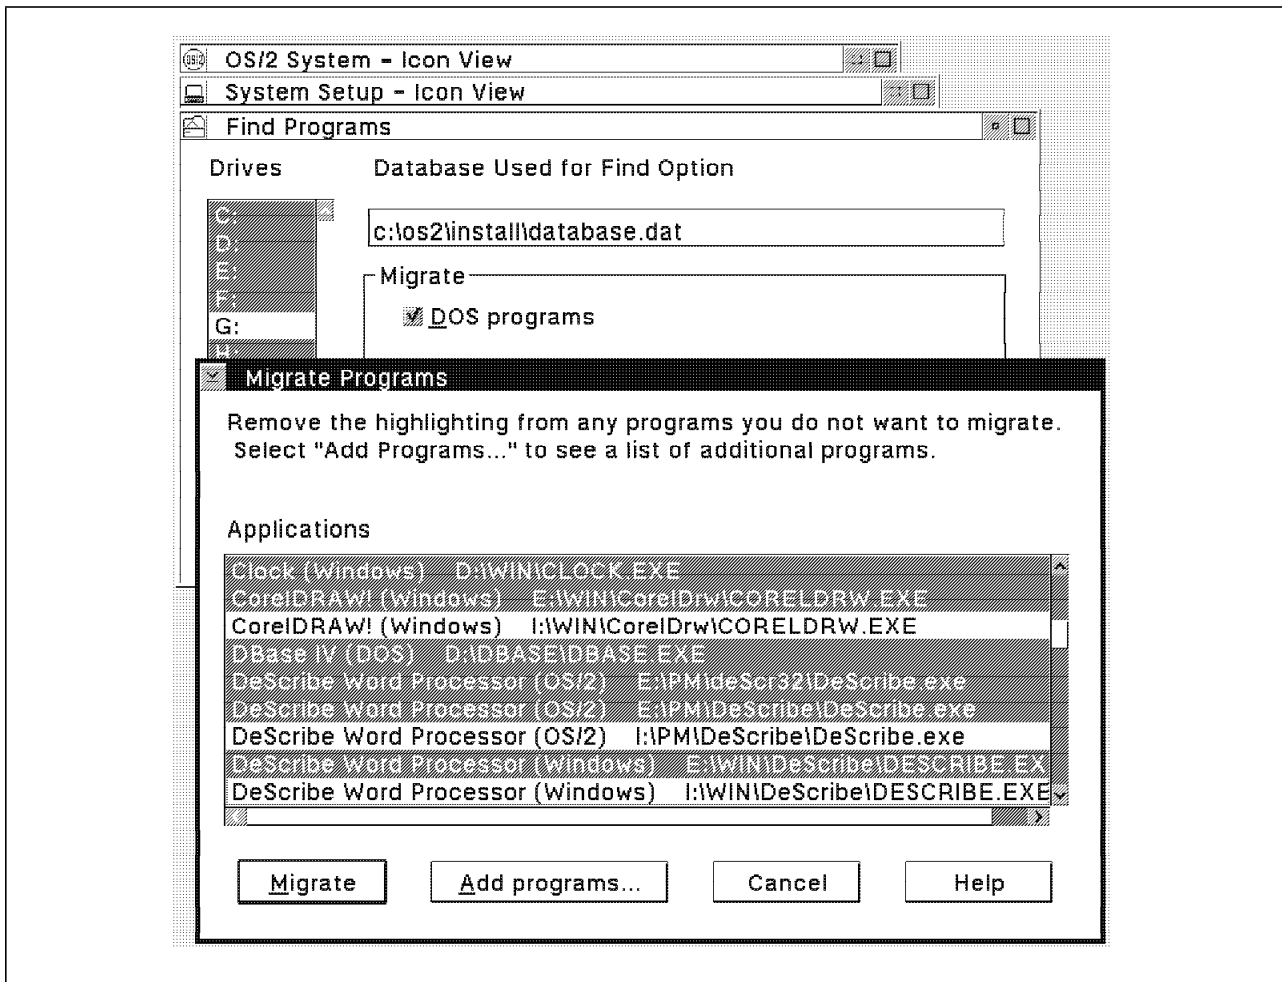 OS/2 System - Icon View
System Setup - Icon View
Find Programs
Drives
Database Used for Find Option
C:
D:
E:
F:
G:
H:
c:\os2\install\database.dat
Migrate
DOS programs
Migrate Programs
Remove the highlighting from any programs you do not want to migrate.
Select "Add Programs..." to see a list of additional programs.
Applications
Clock (Windows) D:\WIN\CLOCK.EXE
CorelDRAW! (Windows) E:\WIN\CorelDrw\CORELDRW.EXE
CorelDRAW! (Windows) I:\WIN\CorelDrw\CORELDRW.EXE
DBase IV (DOS) D:\DBASE\DBASE.EXE
DeScribe Word Processor (OS/2) E:\PM\deScr32\DeScribe.exe
DeScribe Word Processor (OS/2) E:\PM\DeScribe\DeScribe.exe
DeScribe Word Processor (OS/2) I:\PM\DeScribe\DeScribe.exe
DeScribe Word Processor (Windows) E:\WIN\DeScribe\DESCRIBE.EX
DeScribe Word Processor (Windows) I:\WIN\DeScribe\DESCRIBE.EXE
Migrate
Add programs...
Cancel
Help